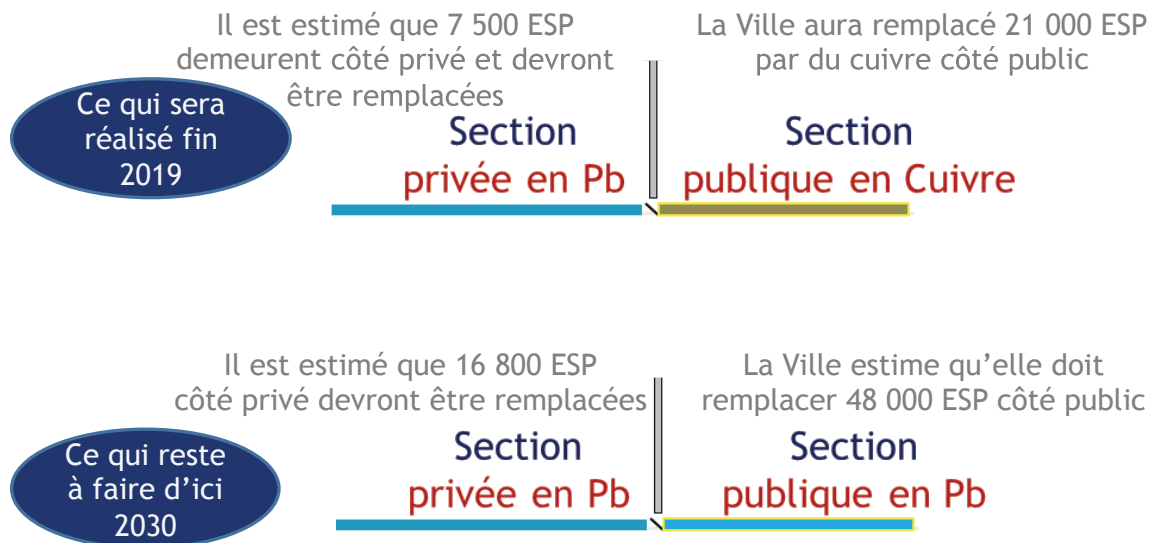 Il est estimé que 7 500 ESP
demeurent côté privé et devront
être remplacées
La Ville aura remplacé 21 000 ESP
par du cuivre côté public
Ce qui sera
réalisé fin
2019
Section
privée en Pb
Section
publique en Cuivre
Il est estimé que 16 800 ESP
côté privé devront être remplacées
La Ville estime qu’elle doit
remplacer 48 000 ESP côté public
Ce qui reste
à faire d’ici
2030
Section
privée en Pb
Section
publique en Pb